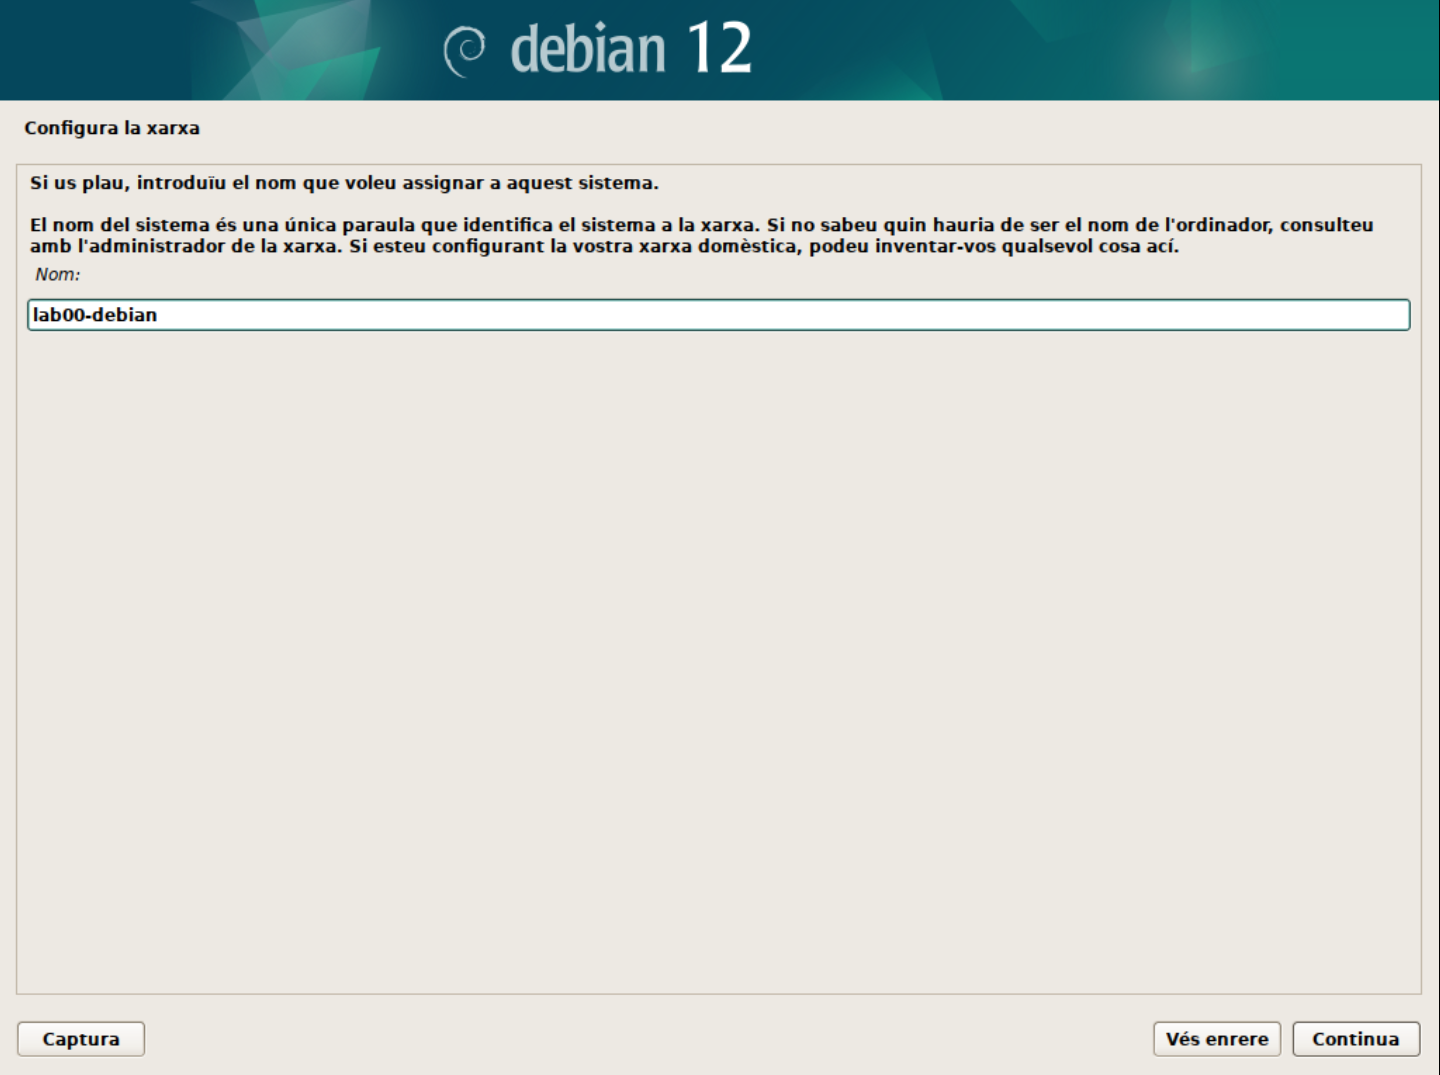 debian 12
Configura la xarxa
Si us plau, introduïu el nom que voleu assignar a aquest sistema.
El nom del sistema és una única paraula que identifica el sistema a la xarxa. Si no sabeu quin hauria de ser el nom de l'ordinador, consulteu
amb l'administrador de la xarxa. Si esteu configurant la vostra xarxa domèstica, podeu inventar-vos qualsevol cosa ací.
Nom:
lab00-debian
Captura
Vés enrere
Continua